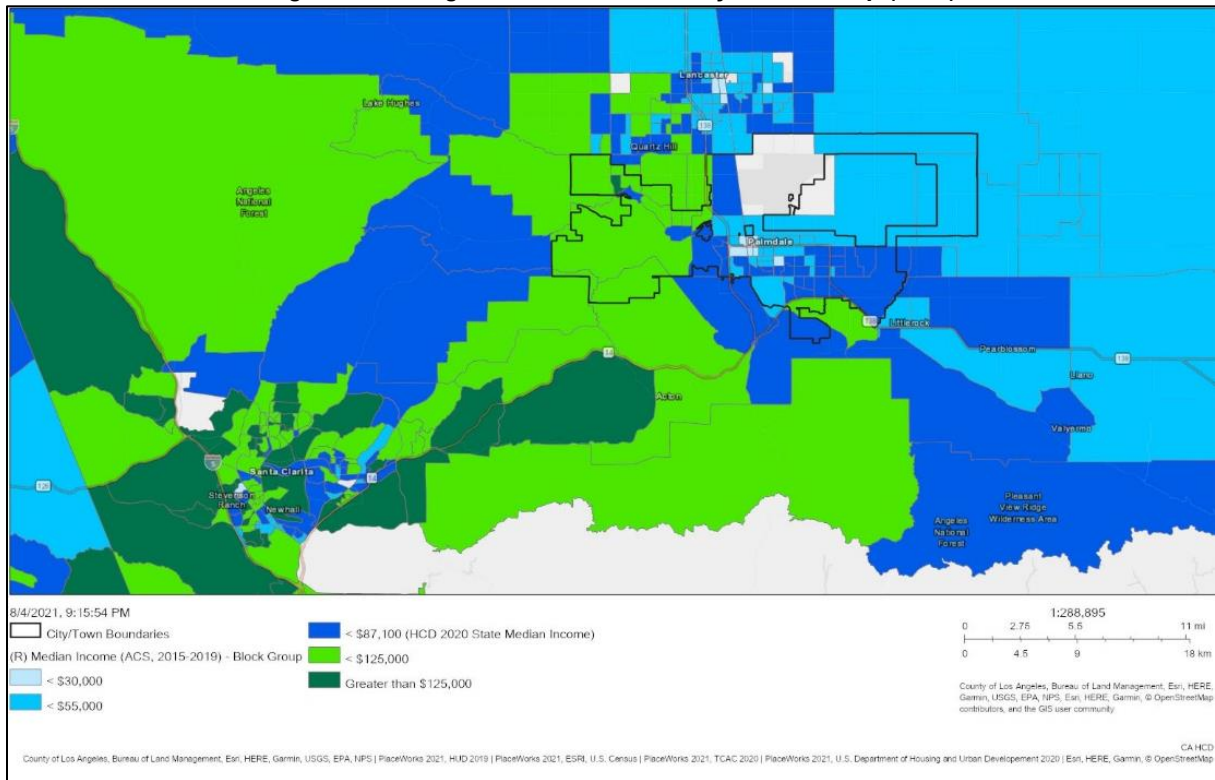 Lancaster
Lake Hughes
138
Quartz Hill
Angeles
National
Forest
Palmdale
138
Littlerock
Pearblossom
138
Llano
14
Acton
Valyermo
Santa Clarita
5
14
126
Stevenson
Ranch
Newhall
Pleasant
View Ridge
Wilderness Area
Angeles
National
Forest
8/4/2021, 9:15:54 PM
City/Town Boundaries
(R) Median Income (ACS, 2015-2019) - Block Group
< $30,000
< $55,000
< $87,100 (HCD 2020 State Median Income)
< $125,000
Greater than $125,000
1:288,895
0 2.75 5.5 11 mi
0 4.5 9 18 km
County of Los Angeles, Bureau of Land Management, Esri, HERE,
Garmin, USGS, EPA, NPS, Esri, HERE, Garmin, © OpenStreetMap
contributors, and the GIS user community
CA HCD
County of Los Angeles, Bureau of Land Management, Esri, HERE, Garmin, USGS, EPA, NPS | PlaceWorks 2021, HUD 2019 | PlaceWorks 2021, ESRI, U.S. Census | PlaceWorks 2021, TCAC 2020 | PlaceWorks 2021, U.S. Department of Housing and Urban Developement 2020 | Esri, HERE, Garmin, © OpenStreetMap